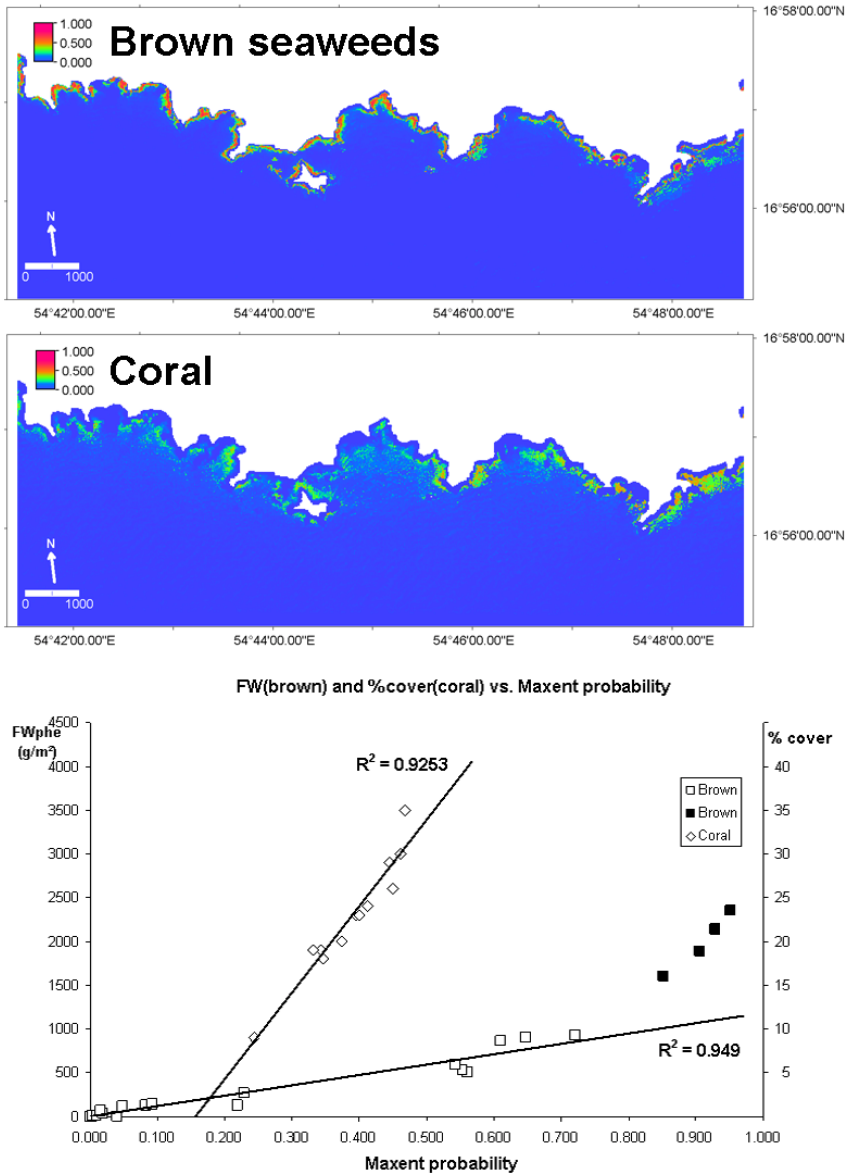 1.000
0.500
0.000
Brown seaweeds
16°58'00.00"N
16°56'00.00"N
N
0 1000
54°42'00.00"E 54°44'00.00"E 54°46'00.00"E 54°48'00.00"E
1.000
0.500
0.000
Coral
16°58'00.00"N
16°56'00.00"N
N
0 1000
54°42'00.00"E 54°44'00.00"E 54°46'00.00"E 54°48'00.00"E
FW(brown) and %cover(coral) vs. Maxent probability
FWphe
(g/m²)
% cover
4500
4000
3500
3000
2500
2000
1500
1000
500
0
R² = 0.9253
Brown
Brown
Coral
40
35
30
25
20
15
10
5
R² = 0.949
0.000 0.100 0.200 0.300 0.400 0.500 0.600 0.700 0.800 0.900 1.000
Maxent probability